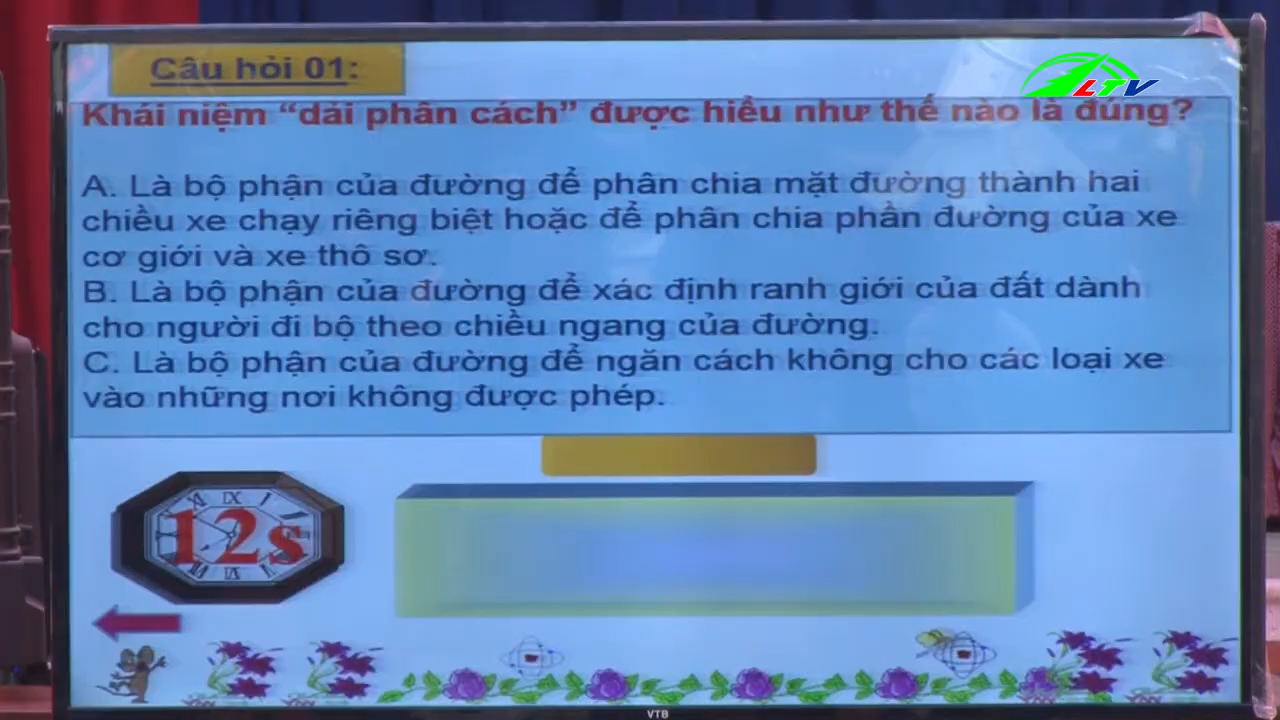 LTV
Câu hỏi 01:
Khái niệm “dải phân cách” được hiểu như thế nào là đúng?
A. Là bộ phận của đường để phân chia mặt đường thành hai
chiều xe chạy riêng biệt hoặc để phân chia phần đường của xe
cơ giới và xe thô sơ.
B. Là bộ phận của đường để xác định ranh giới của đất dành
cho người đi bộ theo chiều ngang của đường.
C. Là bộ phận của đường để ngăn cách không cho các loại xe
vào những nơi không được phép.
12s
VTB